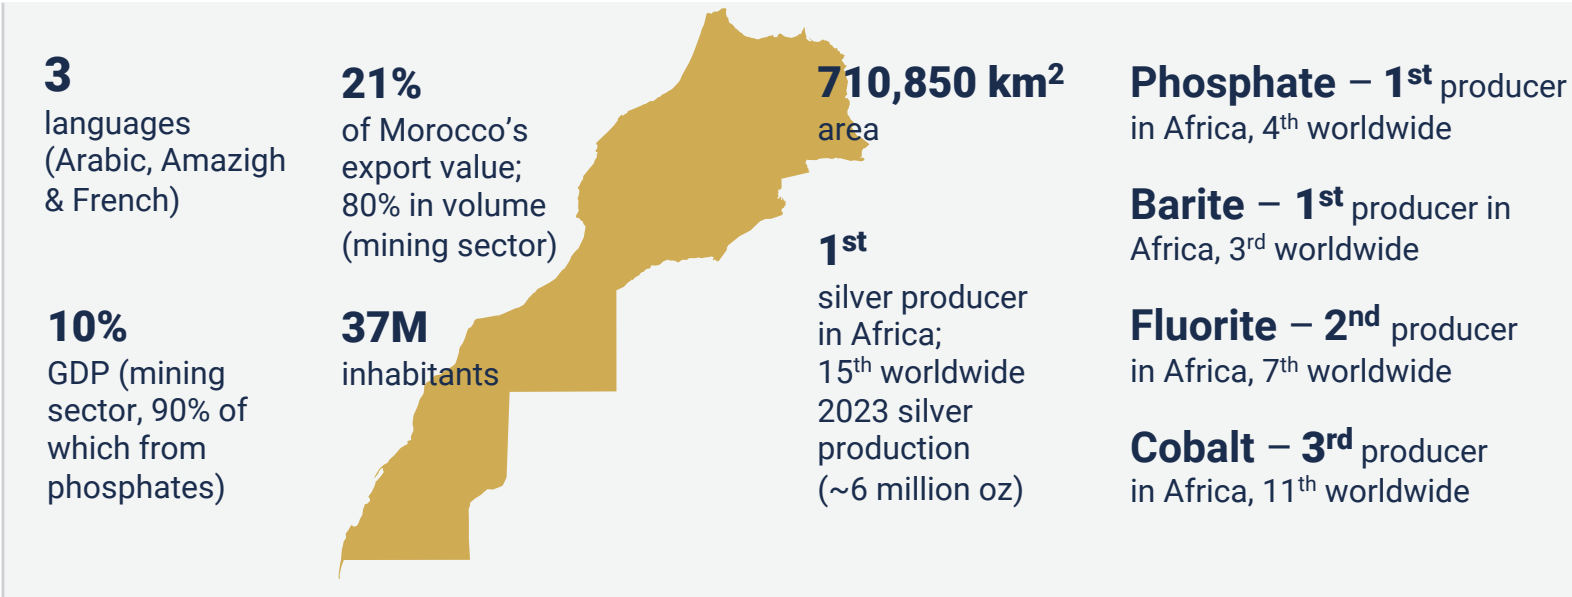 3
languages
(Arabic, Amazigh
& French)
10%
GDP (mining
sector, 90% of
which from
phosphates)
21%
of Morocco’s
export value;
80% in volume
(mining sector)
37M
inhabitants
710,850 km²
area
1st
silver producer
in Africa;
15th worldwide
2023 silver
production
(~6 million oz)
Phosphate – 1st producer
in Africa, 4th worldwide
Barite – 1st producer in
Africa, 3rd worldwide
Fluorite – 2nd producer
in Africa, 7th worldwide
Cobalt – 3rd producer
in Africa, 11th worldwide